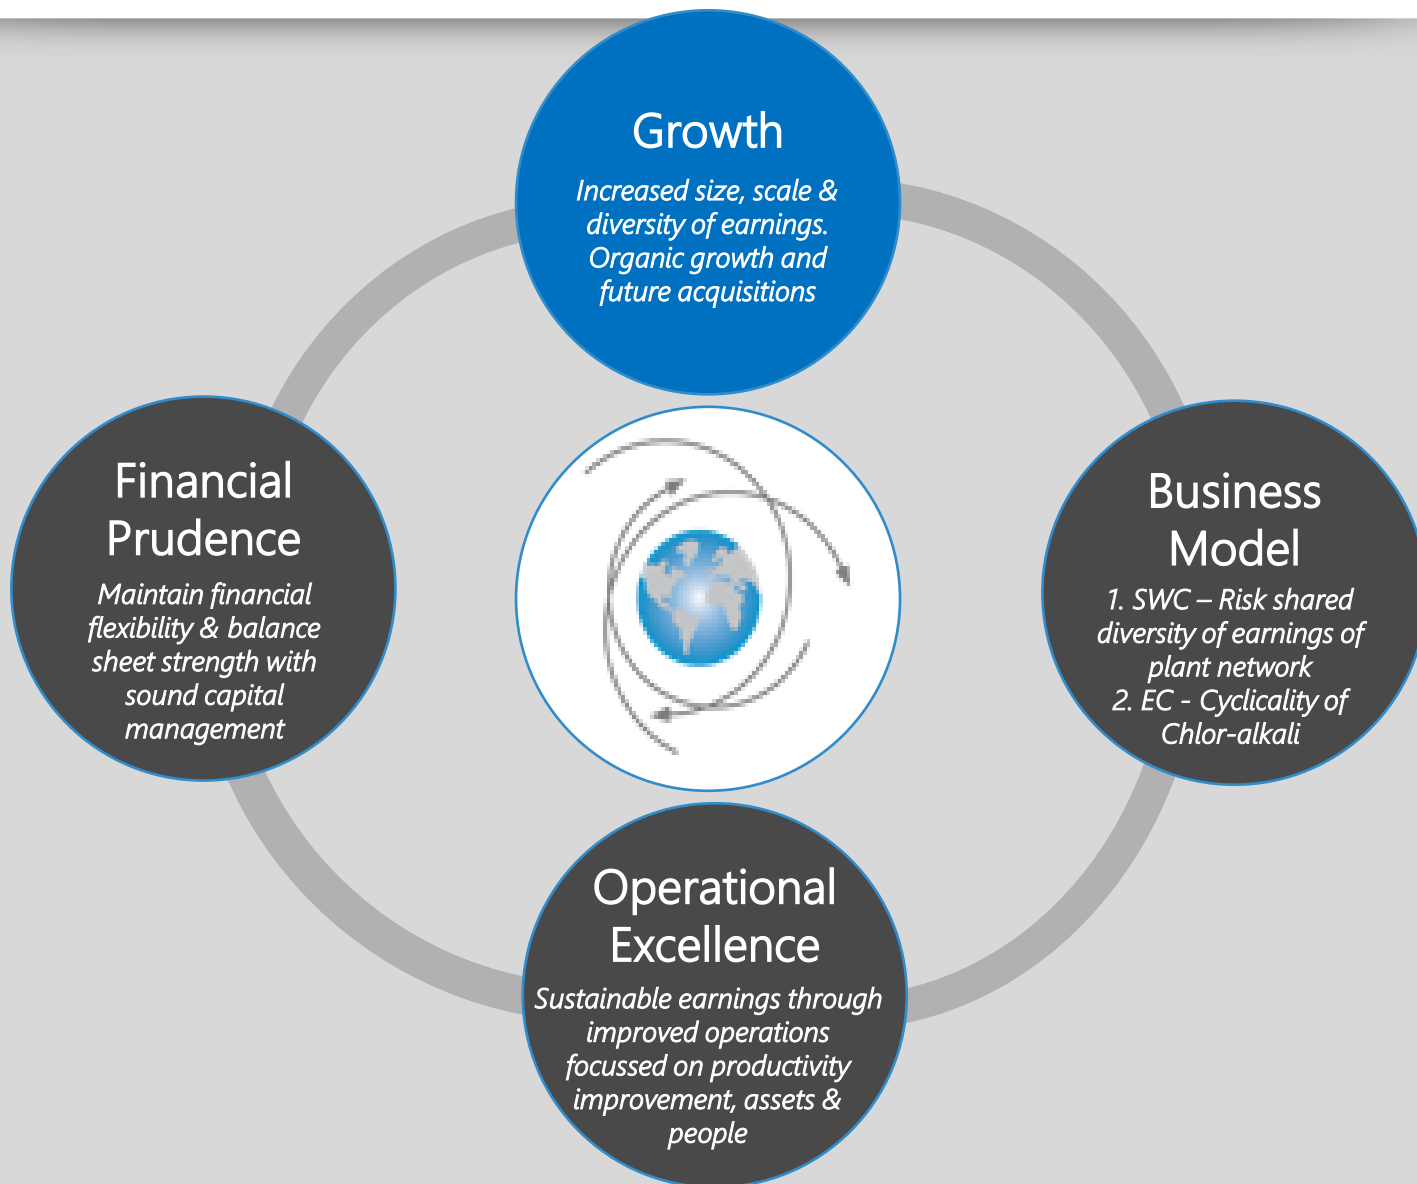 Growth
Increased size, scale &
diversity of earnings.
Organic growth and
future acquisitions
Financial
Prudence
Maintain financial
flexibility & balance
sheet strength with
sound capital
management
Business
Model
1. SWC – Risk shared
diversity of earnings of
plant network
2. EC - Cyclicality of
Chlor-alkali
Operational
Excellence
Sustainable earnings through
improved operations
focussed on productivity
improvement, assets &
people